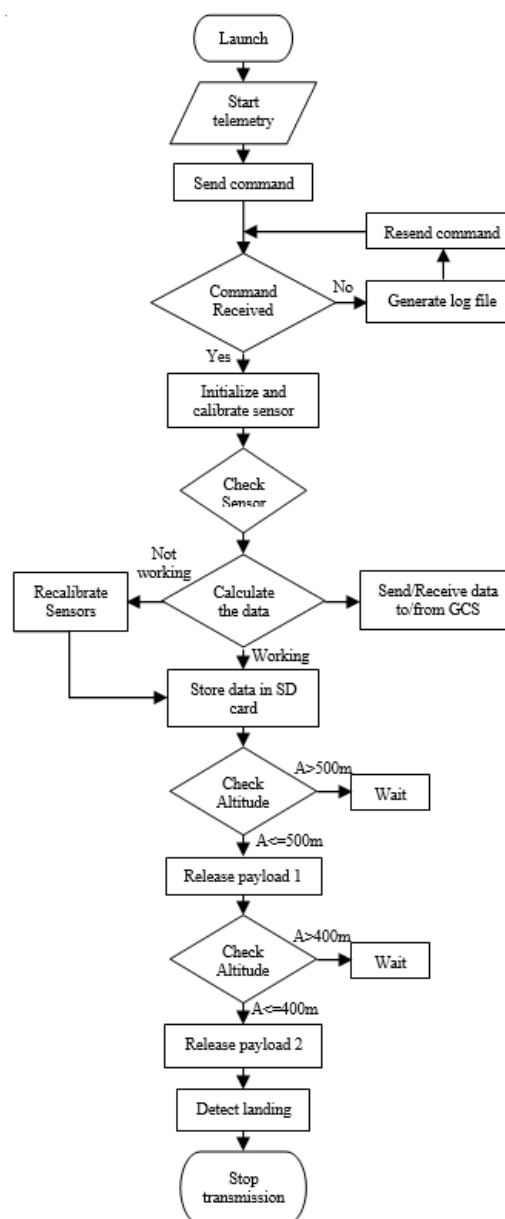 Launch
Start
telemetry
Send command
Resend command
Command
Received
No
Generate log file
Yes
Initialize and
calibrate sensor
Check
Sensor
Not
working
Recalibrate
Sensors
Calculate
the data
Send/Receive data
to/from GCS
Working
Store data in SD
card
A>500m
Check
Altitude
Wait
A<=500m
Release payload 1
A>400m
Check
Altitude
Wait
A<=400m
Release payload 2
Detect landing
Stop
transmission